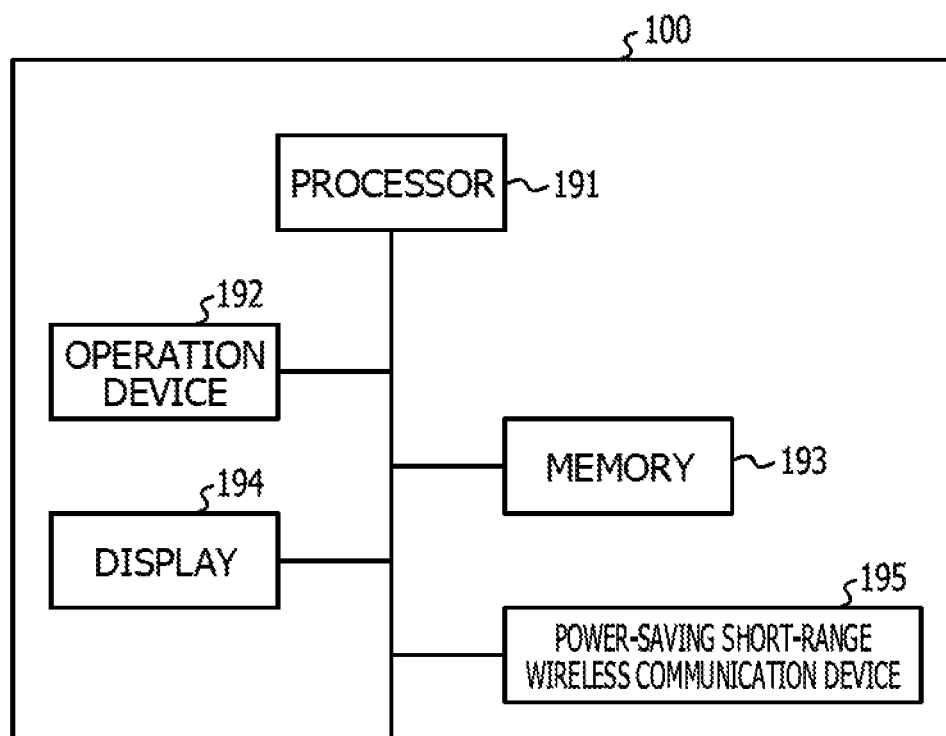 100
PROCESSOR
191
192
OPERATION
DEVICE
MEMORY
193
194
DISPLAY
195
POWER-SAVING SHORT-RANGE
WIRELESS COMMUNICATION DEVICE